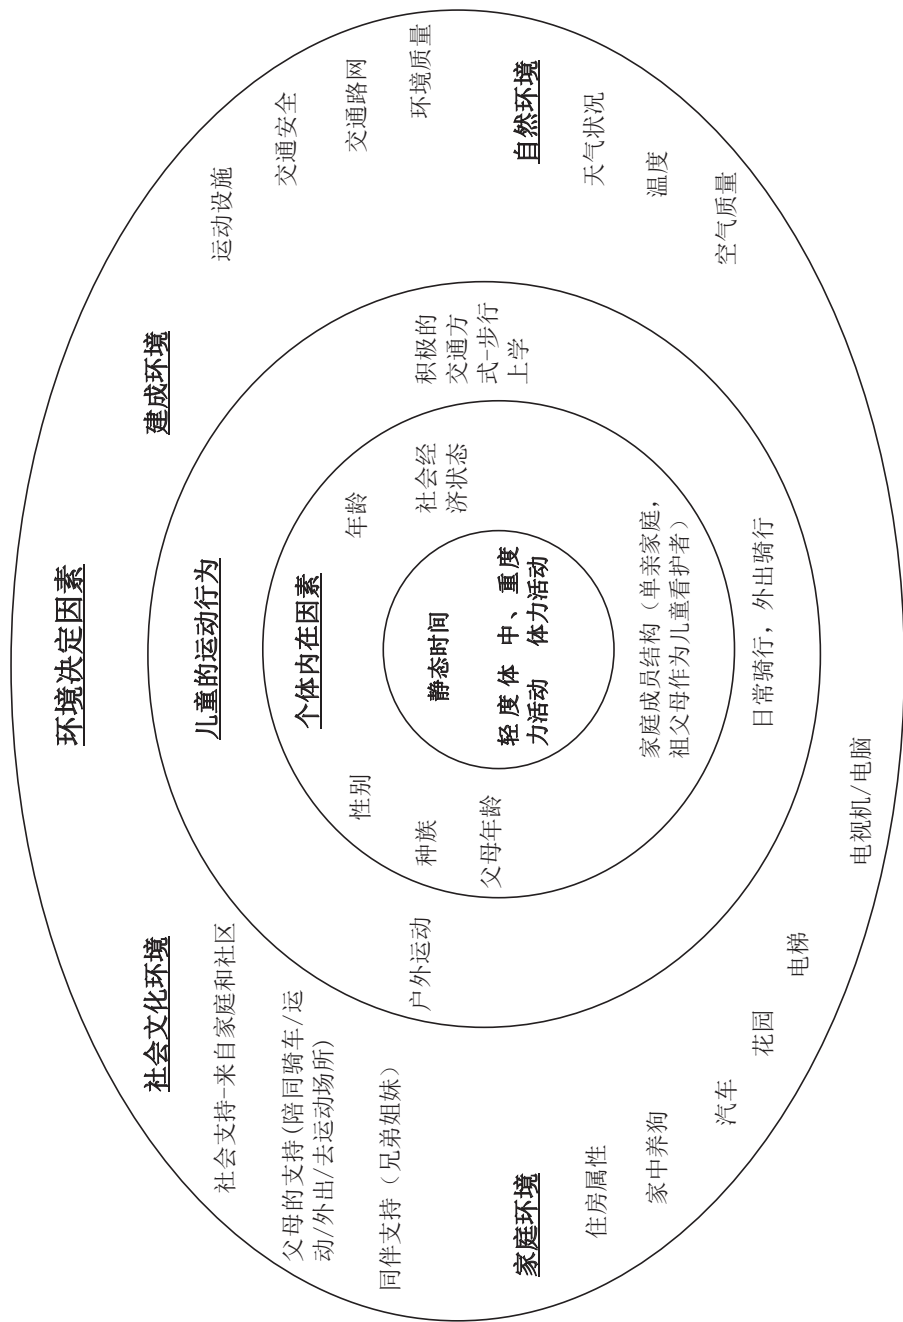 环境决定因素
社会文化环境
社会支持-来自家庭和社区
父母的支持(陪同骑车/运
动/外出/去运动场所)
同伴支持（兄弟姐妹）
建成环境
运动设施
交通安全
交通路网
环境质量
儿童的运动行为
户外运动
积极的
交通方
式-步行
上学
日常骑行，外出骑行
个体内在因素
性别
种族
父母年龄
年龄
社会经
济状态
家庭成员结构（单亲家庭，
祖父母作为儿童看护者）
静态时间
轻度体
力活动
中、重度
体力活动
家庭环境
住房属性
家中养狗
汽车
花园
电梯
电视机/电脑
自然环境
天气状况
温度
空气质量